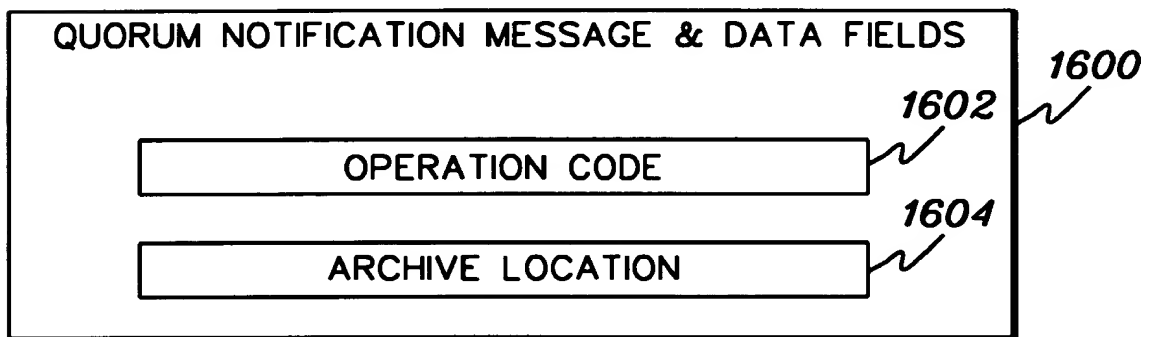 QUORUM NOTIFICATION MESSAGE & DATA FIELDS
1600
1602
OPERATION CODE
1604
ARCHIVE LOCATION